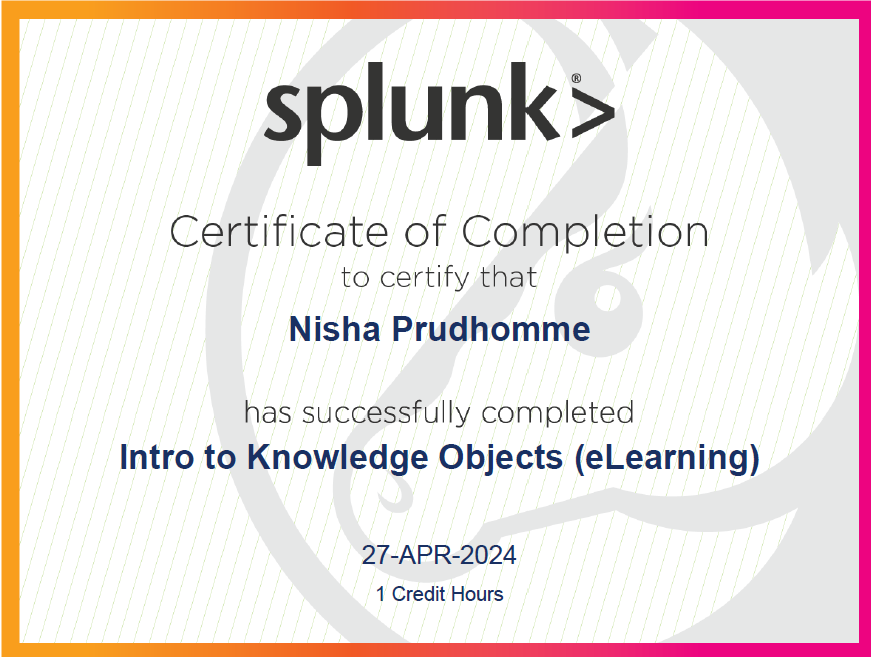 splunk>®
Certificate of Completion
to certify that
Nisha Prudhomme
has successfully completed
Intro to Knowledge Objects (eLearning)
27-APR-2024
1 Credit Hours